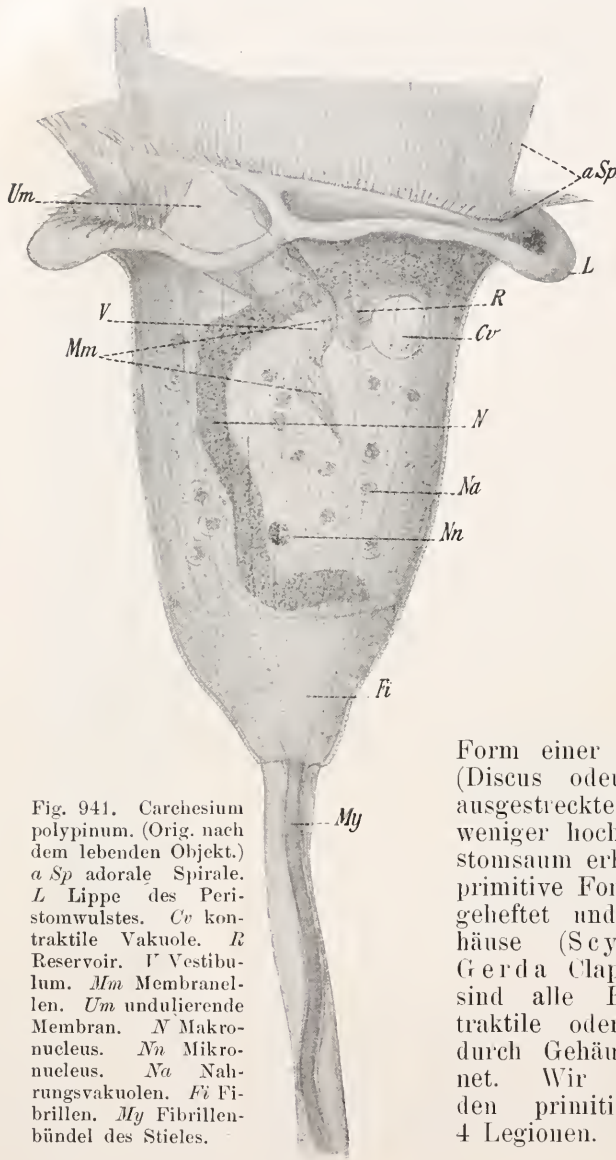 Um
a Sp
L
V
R
Mm
Cv
N
Na
Nn
Fi
My
Fig. 941. Carchesium
polypinum. (Orig. nach
dem lebenden Objekt.)
a Sp adorale Spirale.
L Lippe des Peri-
stomwulstes. Cv kon-
traktile Vakuole. R
Reservoir. V Vestibu-
lum. Mm Membranel-
len. Um undulierende
Membran. N Makro-
nucleus. Nn Mikro-
nucleus. Na Nah-
rungsvakuolen. Fi Fi-
brillen. My Fibrillen-
bündel des Stieles.
Form einer
(Discus oder
ausgestreckte
weniger hoch
stomsaum erh
primitive For
geheftet und
häuse (Scy
Gerda Clap
sind alle
traktile oder
durch Gehäu
net. Wir
den primiti
4 Legionen.